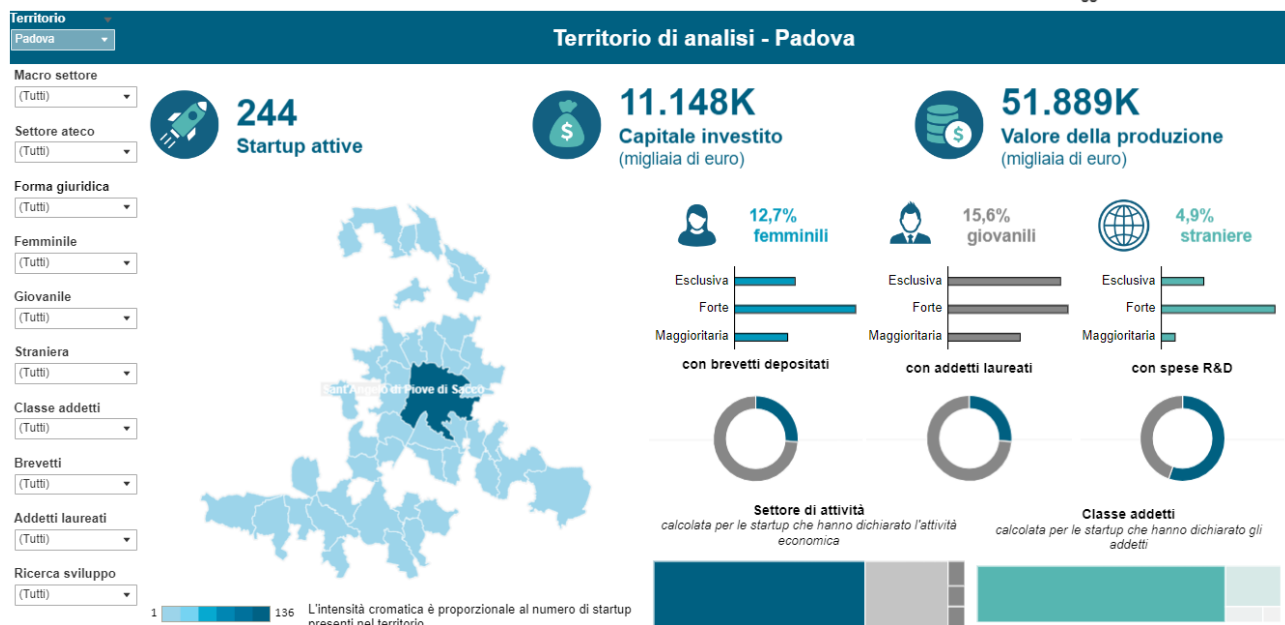 Territorio
Padova
Territorio di analisi - Padova
Macro settore
(Tutti)
Settore ateco
(Tutti)
Forma giuridica
(Tutti)
Femminile
(Tutti)
Giovanile
(Tutti)
Straniera
(Tutti)
Classe addetti
(Tutti)
Brevetti
(Tutti)
Addetti laureati
(Tutti)
Ricerca sviluppo
(Tutti)
244
Startup attive
11.148K
Capitale investito
(migliaia di euro)
51.889K
Valore della produzione
(migliaia di euro)
12,7%
femminili
15,6%
giovanili
4,9%
straniere
Esclusiva
Forte
Maggioritaria
Esclusiva
Forte
Maggioritaria
Esclusiva
Forte
Maggioritaria
con brevetti depositati
con addetti laureati
con spese R&D
Sant'Angelo di Piove di Sacco
Settore di attività
calcolata per le startup che hanno dichiarato l'attività
economica
Classe addetti
calcolata per le startup che hanno dichiarato gli
addetti
1
136
L'intensità cromatica è proporzionale al numero di startup
presenti nel territorio